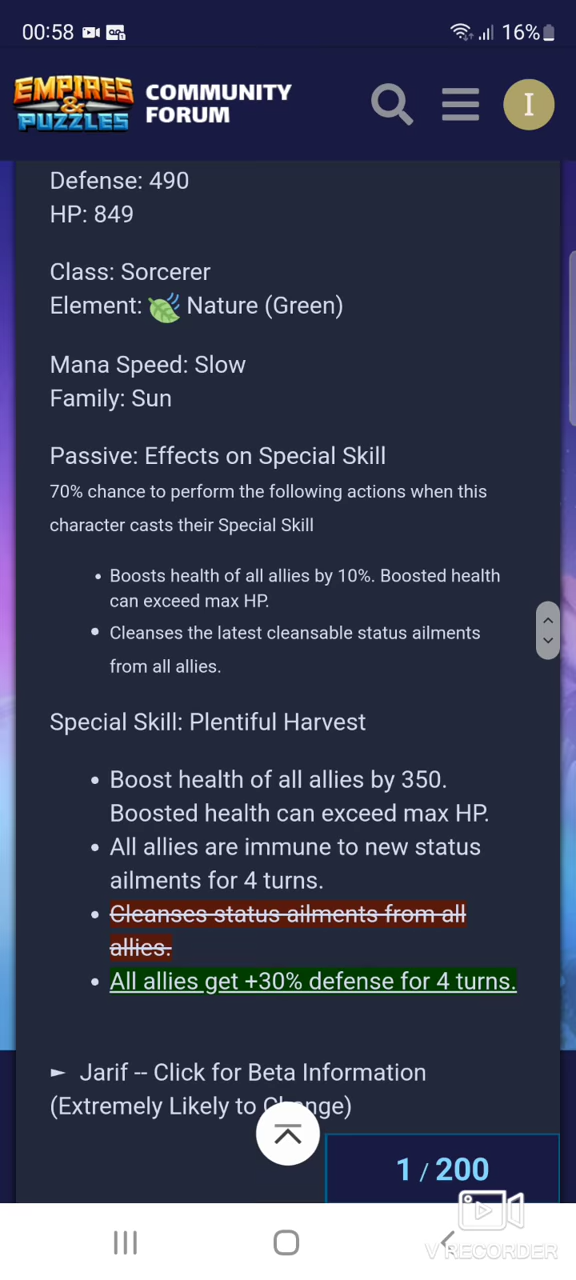 00:58
16%
EMPIRES & PUZZLES
COMMUNITY FORUM
I
Defense: 490
HP: 849
Class: Sorcerer
Element: Nature (Green)
Mana Speed: Slow
Family: Sun
Passive: Effects on Special Skill
70% chance to perform the following actions when this
character casts their Special Skill
• Boosts health of all allies by 10%. Boosted health
can exceed max HP.
• Cleanses the latest cleansable status ailments
from all allies.
Special Skill: Plentiful Harvest
• Boost health of all allies by 350.
Boosted health can exceed max HP.
• All allies are immune to new status
ailments for 4 turns.
• Cleanses status ailments from all
allies.
• All allies get +30% defense for 4 turns.
► Jarif -- Click for Beta Information
(Extremely Likely to Change)
1 / 200
V RECORDER